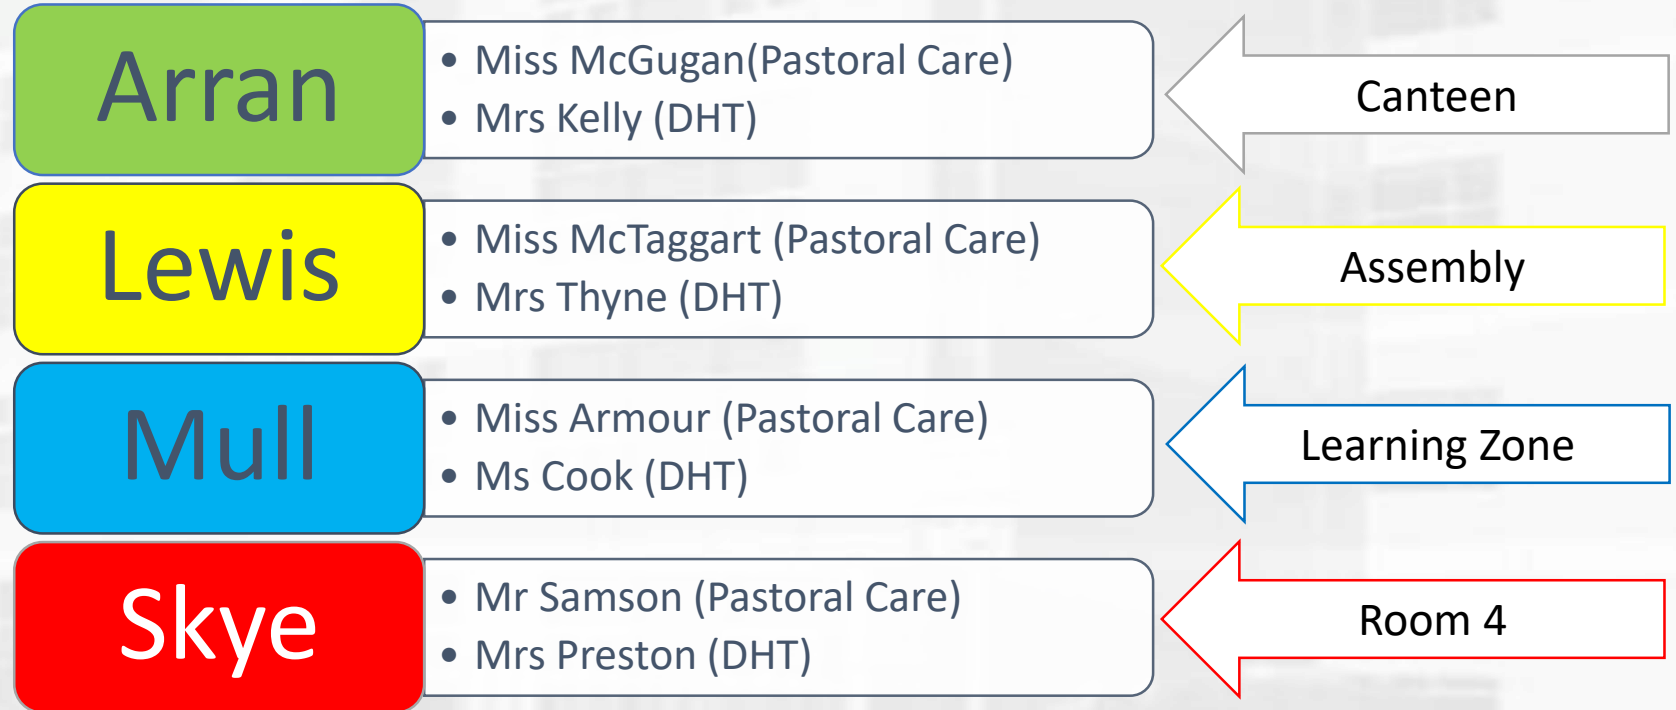 Arran
• Miss McGugan(Pastoral Care)
• Mrs Kelly (DHT)
Canteen
Lewis
• Miss McTaggart (Pastoral Care)
• Mrs Thyne (DHT)
Assembly
Mull
• Miss Armour (Pastoral Care)
• Ms Cook (DHT)
Learning Zone
Skye
• Mr Samson (Pastoral Care)
• Mrs Preston (DHT)
Room 4